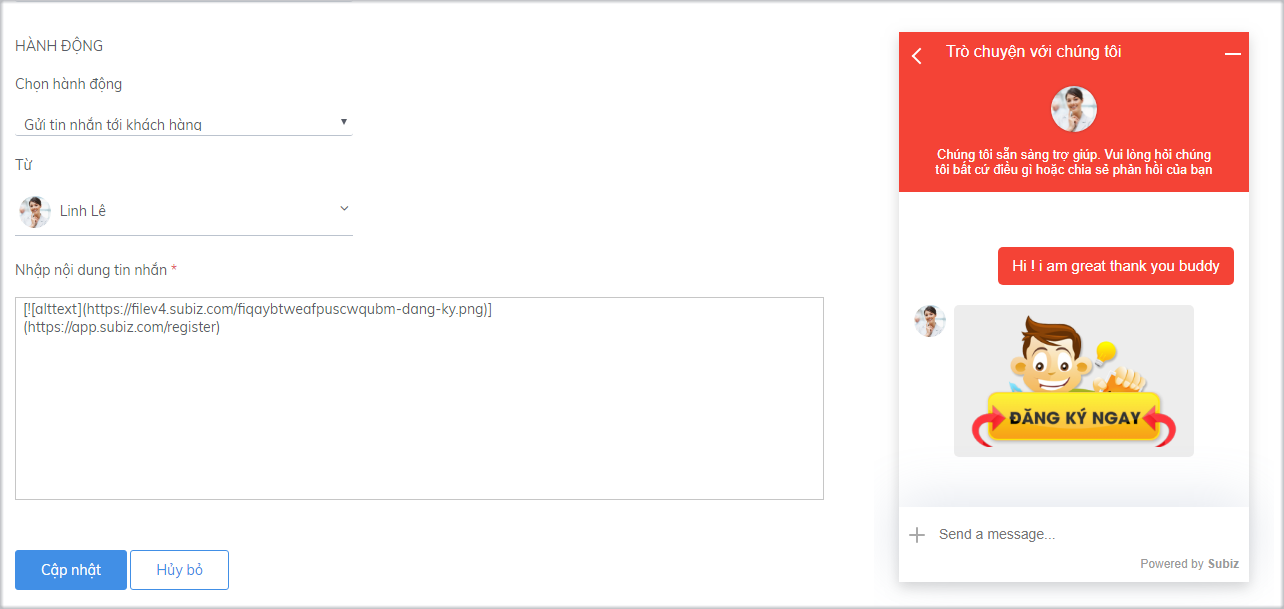 HÀNH ĐỘNG
Chọn hành động
Gửi tin nhắn tới khách hàng
Từ
Linh Lê
Nhập nội dung tin nhắn *
[![alttext](https://filev4.subiz.com/fiqaybtweafpuscwqubm-dang-ky.png)]
(https://app.subiz.com/register)
Cập nhật
Hủy bỏ
Trò chuyện với chúng tôi
Chúng tôi sẵn sàng trợ giúp. Vui lòng hỏi chúng
tôi bất cứ điều gì hoặc chia sẻ phản hồi của bạn
Hi ! i am great thank you buddy
ĐĂNG KÝ NGAY
Send a message...
Powered by Subiz